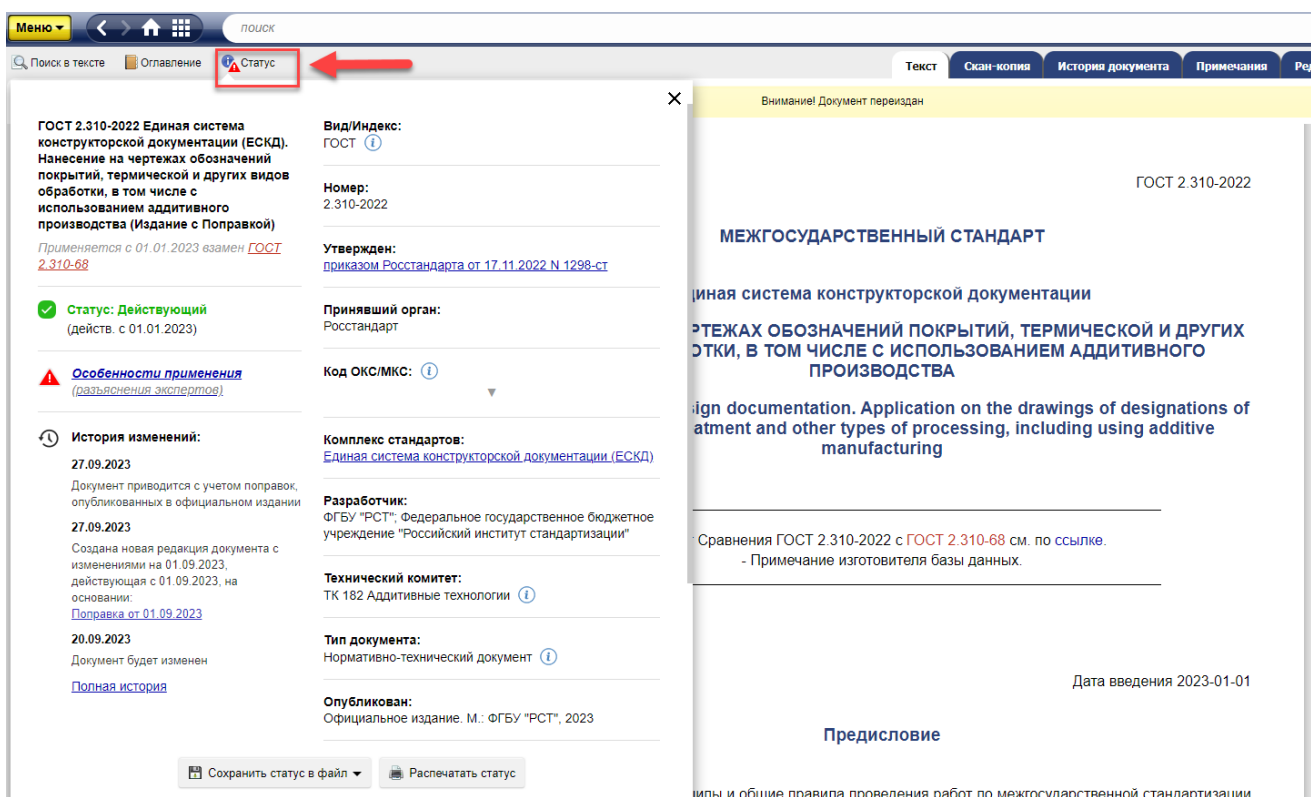 Меню
поиск
Поиск в тексте
Оглавление
Статус
Текст
Скан-копия
История документа
Примечания
Внимание! Документ переиздан
ГОСТ 2.310-2022 Единая система
конструкторской документации (ЕСКД).
Нанесение на чертежах обозначений
покрытий, термической и других видов
обработки, в том числе с
использованием аддитивного
производства (Издание с Поправкой)
Применяется с 01.01.2023 взамен ГОСТ
2.310-68
Статус: Действующий
(действ. с 01.01.2023)
Особенности применения
(разъяснения экспертов)
История изменений:
27.09.2023
Документ приводится с учетом поправок,
опубликованных в официальном издании
27.09.2023
Создана новая редакция документа с
изменениями на 01.09.2023,
действующая с 01.09.2023, на
основании:
Поправка от 01.09.2023
20.09.2023
Документ будет изменен
Полная история
Вид/Индекс:
ГОСТ
Номер:
2.310-2022
Утвержден:
приказом Росстандарта от 17.11.2022 N 1298-ст
Принявший орган:
Росстандарт
Код ОКС/МКС:
Комплекс стандартов:
Единая система конструкторской документации (ЕСКД)
Разработчик:
ФГБУ "РСТ"; Федеральное государственное бюджетное
учреждение "Российский институт стандартизации"
Технический комитет:
ТК 182 Аддитивные технологии
Тип документа:
Нормативно-технический документ
Опубликован:
Официальное издание. М.: ФГБУ "РСТ", 2023
Сохранить статус в файл
Распечатать статус
ГОСТ 2.310-2022
МЕЖГОСУДАРСТВЕННЫЙ СТАНДАРТ
система конструкторской документации
ОБОЗНАЧЕНИЙ ПОКРЫТИЙ, ТЕРМИЧЕСКОЙ И ДРУГИХ
В ТОМ ЧИСЛЕ С ИСПОЛЬЗОВАНИЕМ АДДИТИВНОГО
ПРОИЗВОДСТВА
documentation. Application on the drawings of designations of
and other types of processing, including using additive
manufacturing
Сравнения ГОСТ 2.310-2022 с ГОСТ 2.310-68 см. по ссылке.
- Примечание изготовителя базы данных.
Дата введения 2023-01-01
Предисловие
и общие правила проведения работ по межгосударственной стандартизации